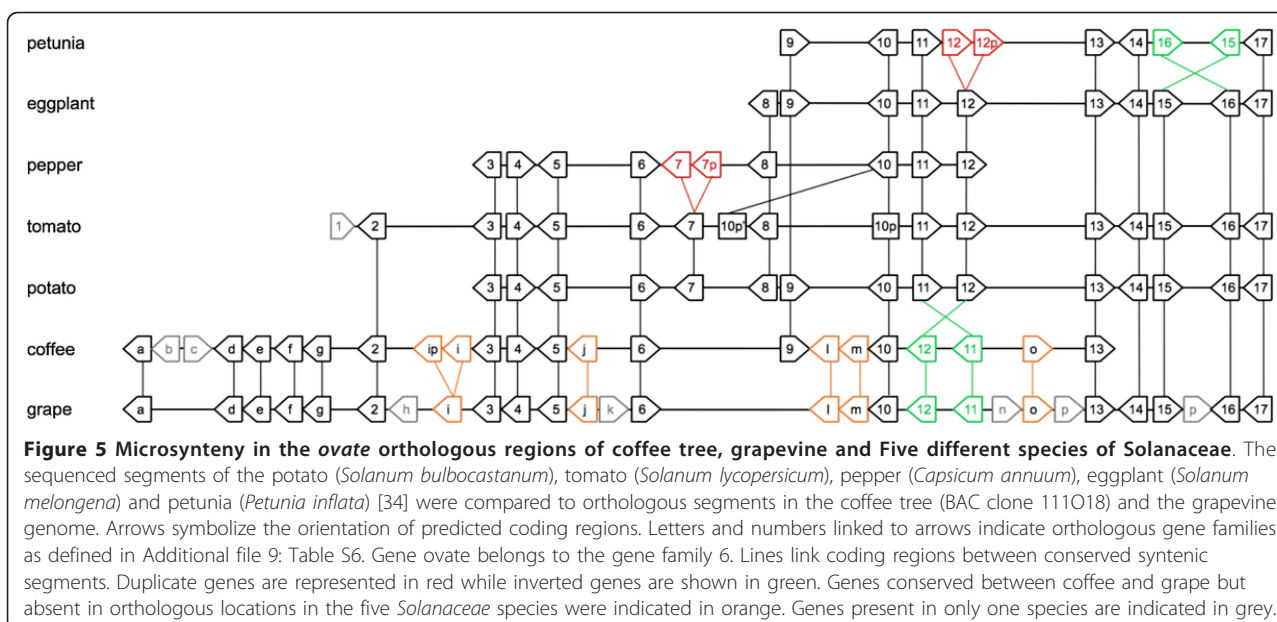 petunia 9 10 11 12 12p 13 14 16 15 17
eggplant 8 9 10 11 12 13 14 15 16 17
pepper 3 4 5 6 7 7p 8 10 11 12
tomato 1 2 3 4 5 6 7 10p' 8 10p 11 12 13 14 15 16 17
potato 3 4 5 6 7 8 9 10 11 12 13 14 15 16 17
coffee a b c d e f g 2 ip i 3 4 5 j 6 9 l m 10 12 11 o 13
grape a d e f g 2 h i 3 4 5 j k 6 l m 10 12 11 n o p 13 14 15 p 16 17
Figure 5 Microsynteny in the ovate orthologous regions of coffee tree, grapevine and Five different species of Solanaceae. The
sequenced segments of the potato (Solanum bulbocastanum), tomato (Solanum lycopersicum), pepper (Capsicum annuum), eggplant (Solanum
melongena) and petunia (Petunia inflata) [34] were compared to orthologous segments in the coffee tree (BAC clone 111O18) and the grapevine
genome. Arrows symbolize the orientation of predicted coding regions. Letters and numbers linked to arrows indicate orthologous gene families
as defined in Additional file 9: Table S6. Gene ovate belongs to the gene family 6. Lines link coding regions between conserved syntenic
segments. Duplicate genes are represented in red while inverted genes are shown in green. Genes conserved between coffee and grape but
absent in orthologous locations in the five Solanaceae species were indicated in orange. Genes present in only one species are indicated in grey.